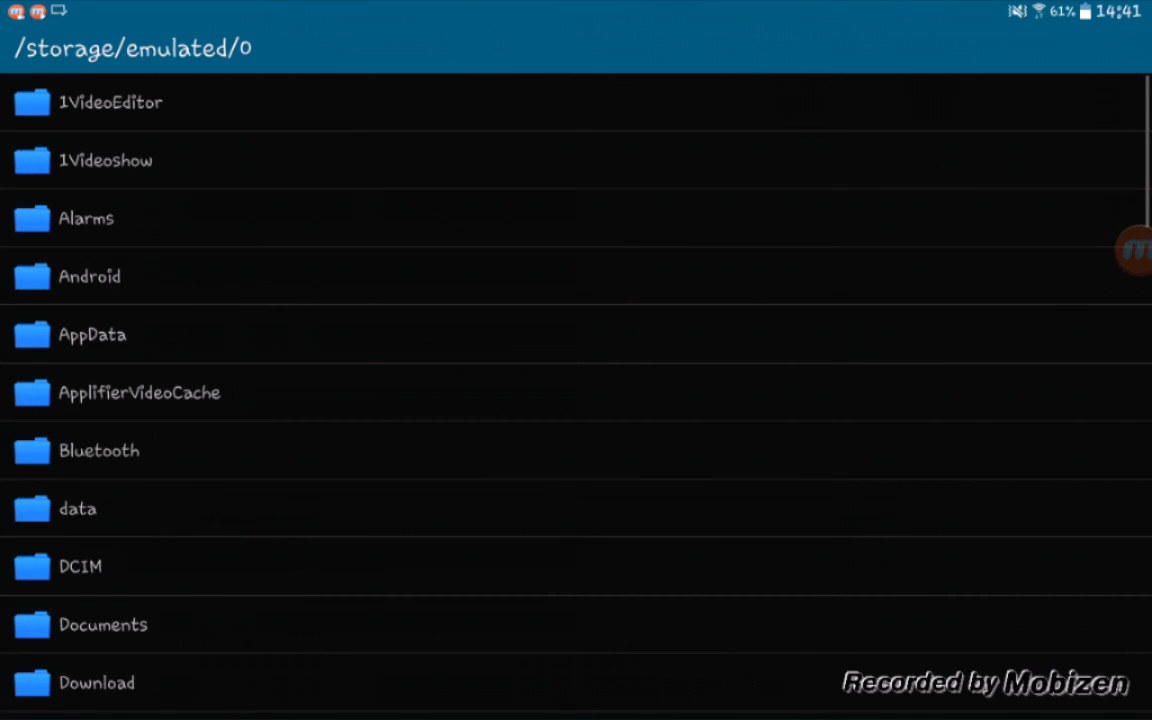 61% 14:41
/storage/emulated/0
1VideoEditor
1Videoshow
Alarms
Android
AppData
ApplifierVideoCache
Bluetooth
data
DCIM
Documents
Download
Recorded by Mobizen